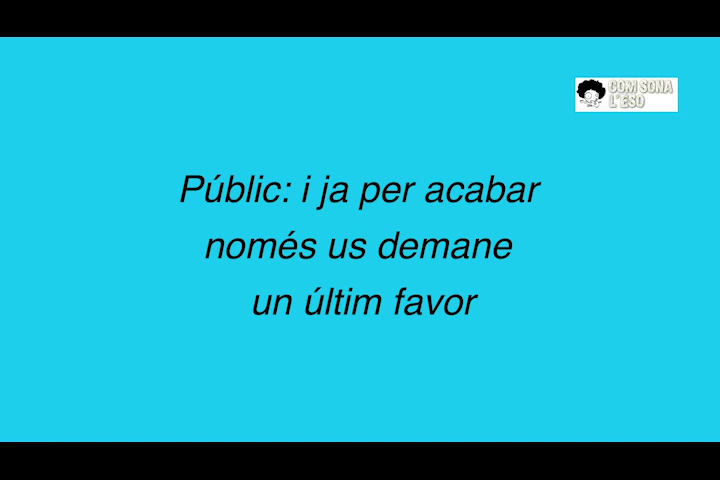 COM SONA
L'ESO
Públic: i ja per acabar
només us demane
un últim favor